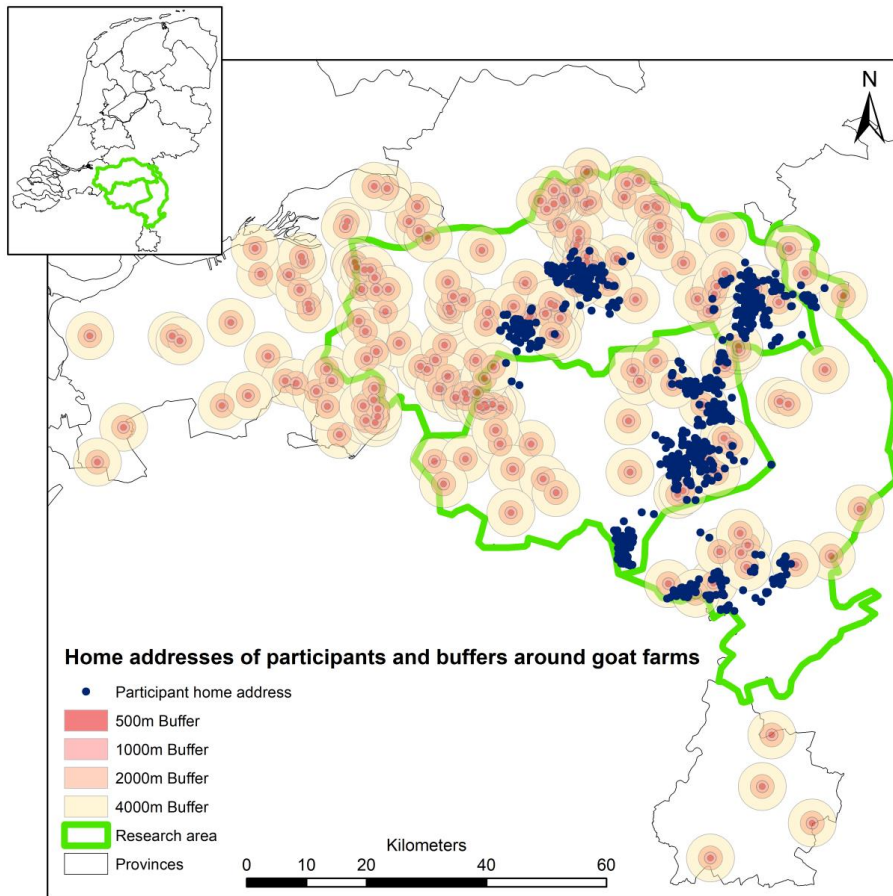 N
Home addresses of participants and buffers around goat farms
Participant home address
500m Buffer
1000m Buffer
2000m Buffer
4000m Buffer
Research area
Provinces
Kilometers
0 10 20 40 60